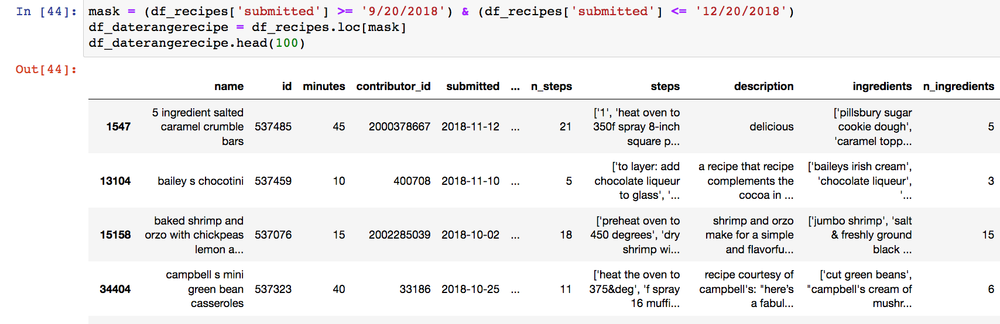 In [44]: mask = (df_recipes['submitted'] >= '9/20/2018') & (df_recipes['submitted'] <= '12/20/2018')
df_daterangerecipe = df_recipes.loc[mask]
df_daterangerecipe.head(100)
Out[44]:
name id minutes contributor_id submitted ... n_steps steps description ingredients n_ingredients
5 ingredient salted ['1', 'heat oven to ['pillsbury sugar
1547 caramel crumble 537485 45 2000378667 2018-11-12 ... 21 350f spray 8-inch delicious cookie dough', 5
bars square p... 'caramel topp...
['to layer: add a recipe that recipe ['baileys irish cream',
13104 bailey s chocotini 537459 10 400708 2018-11-10 ... 5 chocolate liqueur complements the 'chocolate liqueur', 3
to glass', '... cocoa in ... '...
baked shrimp and ['preheat oven to shrimp and orzo ['jumbo shrimp', 'salt
15158 orzo with chickpeas 537076 15 2002285039 2018-10-02 ... 18 450 degrees', 'dry make for a simple & freshly ground 15
lemon a... shrimp wi... and flavorfu... black ...
campbell s mini ['heat the oven to recipe courtesy of ['cut green beans',
34404 green bean 537323 40 33186 2018-10-25 ... 11 375&deg', 'f spray campbell's: "here's "campbell's cream of 6
casseroles 16 muffi... a fabul... mushr...